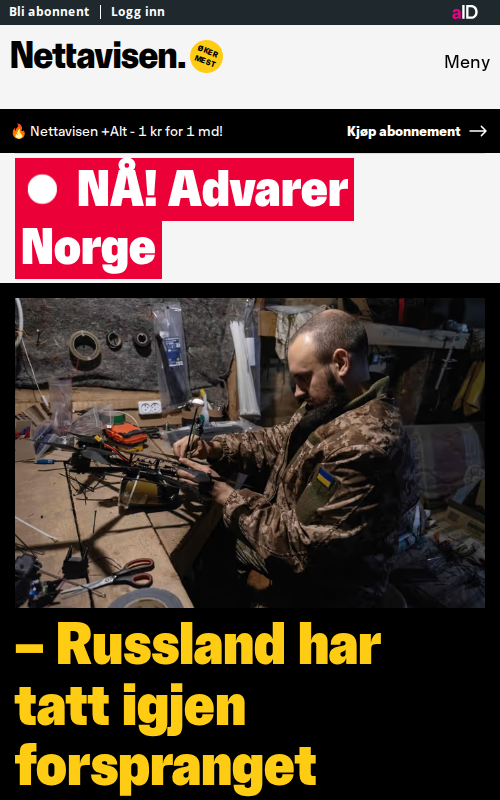 Bli abonnent | Logg inn
aID
Nettavisen.
ØKER
MEST
Meny
🔥 Nettavisen +Alt - 1 kr for 1 md!
Kjøp abonnement →
NÅ! Advarer
Norge
– Russland har
tatt igjen
forspranget